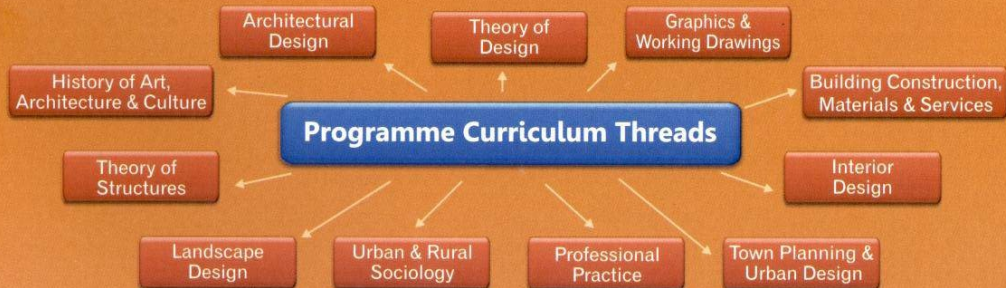 Architectural
Design
Theory of
Design
Graphics &
Working Drawings
History of Art,
Architecture & Culture
Building Construction,
Materials & Services
Programme Curriculum Threads
Theory of
Structures
Interior
Design
Landscape
Design
Urban & Rural
Sociology
Professional
Practice
Town Planning &
Urban Design